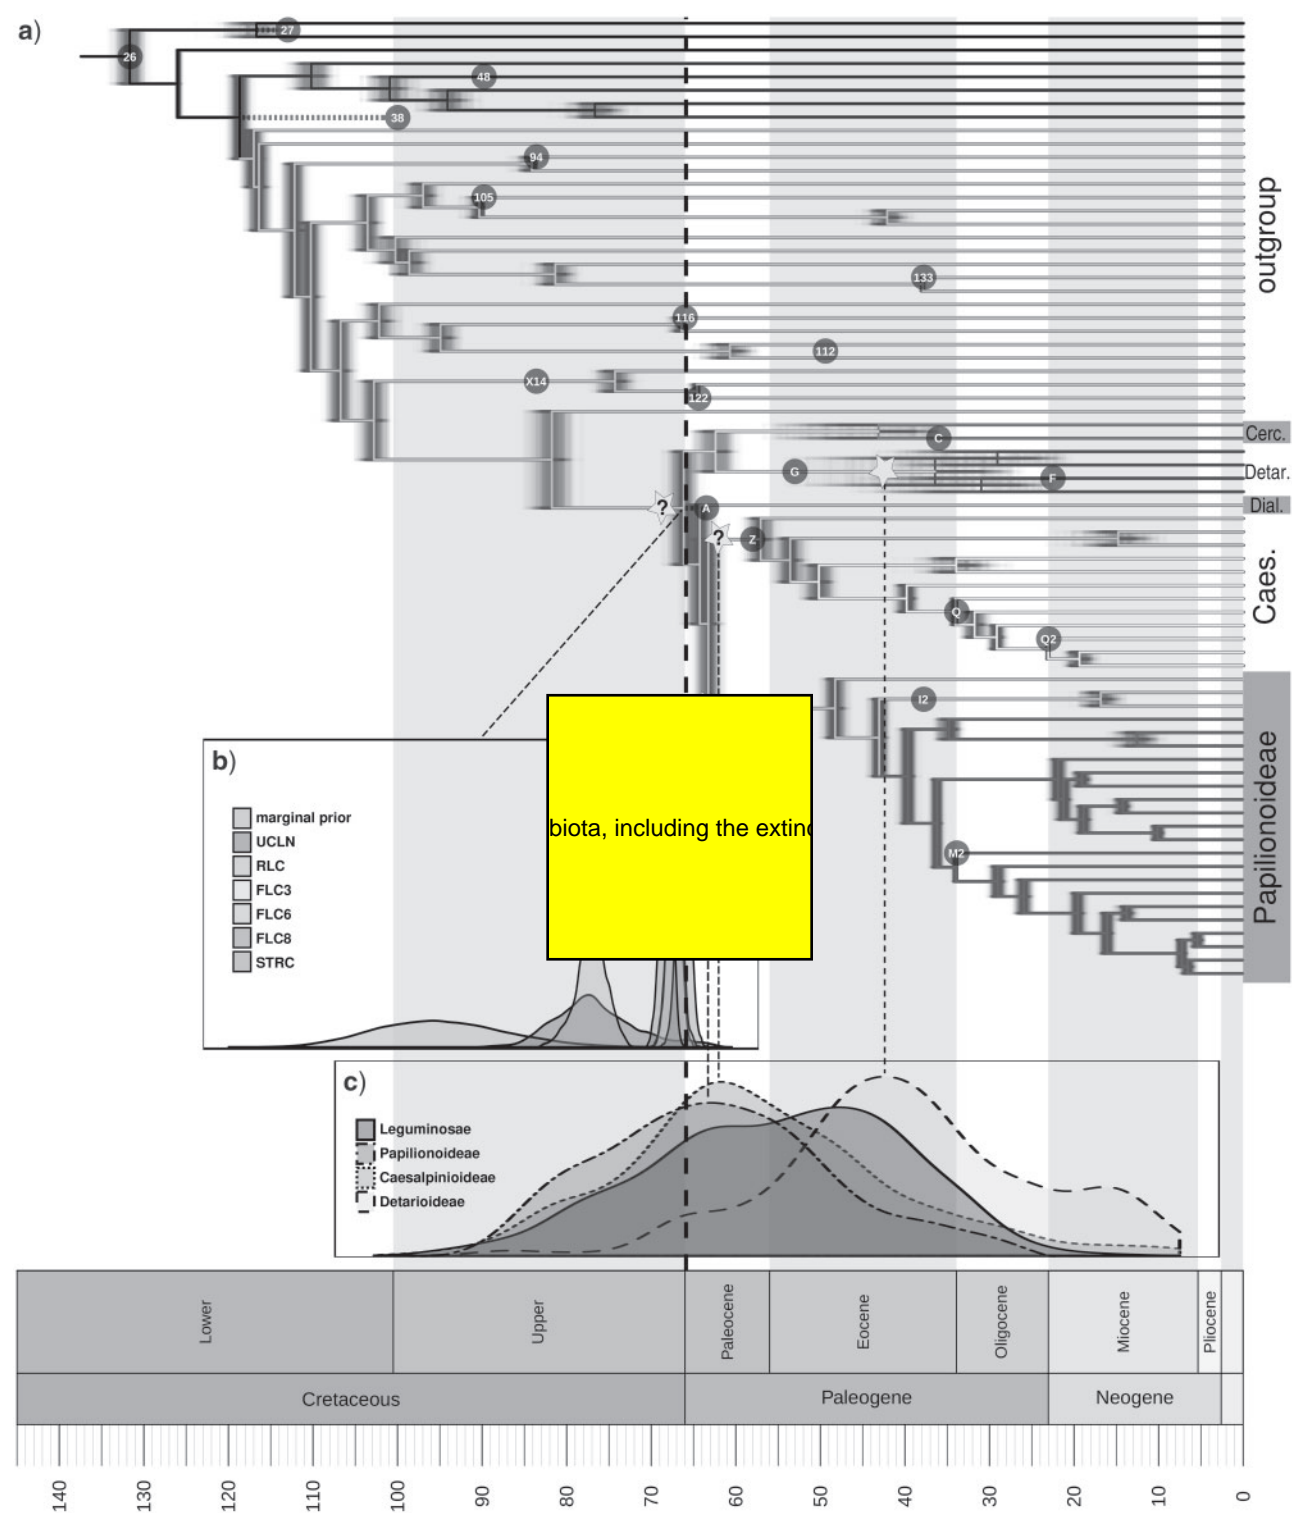 a)
26
27
48
38
94
105
133
116
112
X14
122
outgroup
C
Cerc.
G
F
Detar.
?
A
Dial.
?
Z
Caes.
Q
Q2
I2
M2
Papilionoideae
b)
marginal prior
UCLN
RLC
FLC3
FLC6
FLC8
STRC
biota, including the
c)
Leguminosae
Papilionoideae
Caesalpinioideae
Detarioideae
Lower Upper Paleocene Eocene Oligocene Miocene Pliocene
Cretaceous Paleogene Neogene
140 130 120 110 100 90 80 70 60 50 40 30 20 10 0